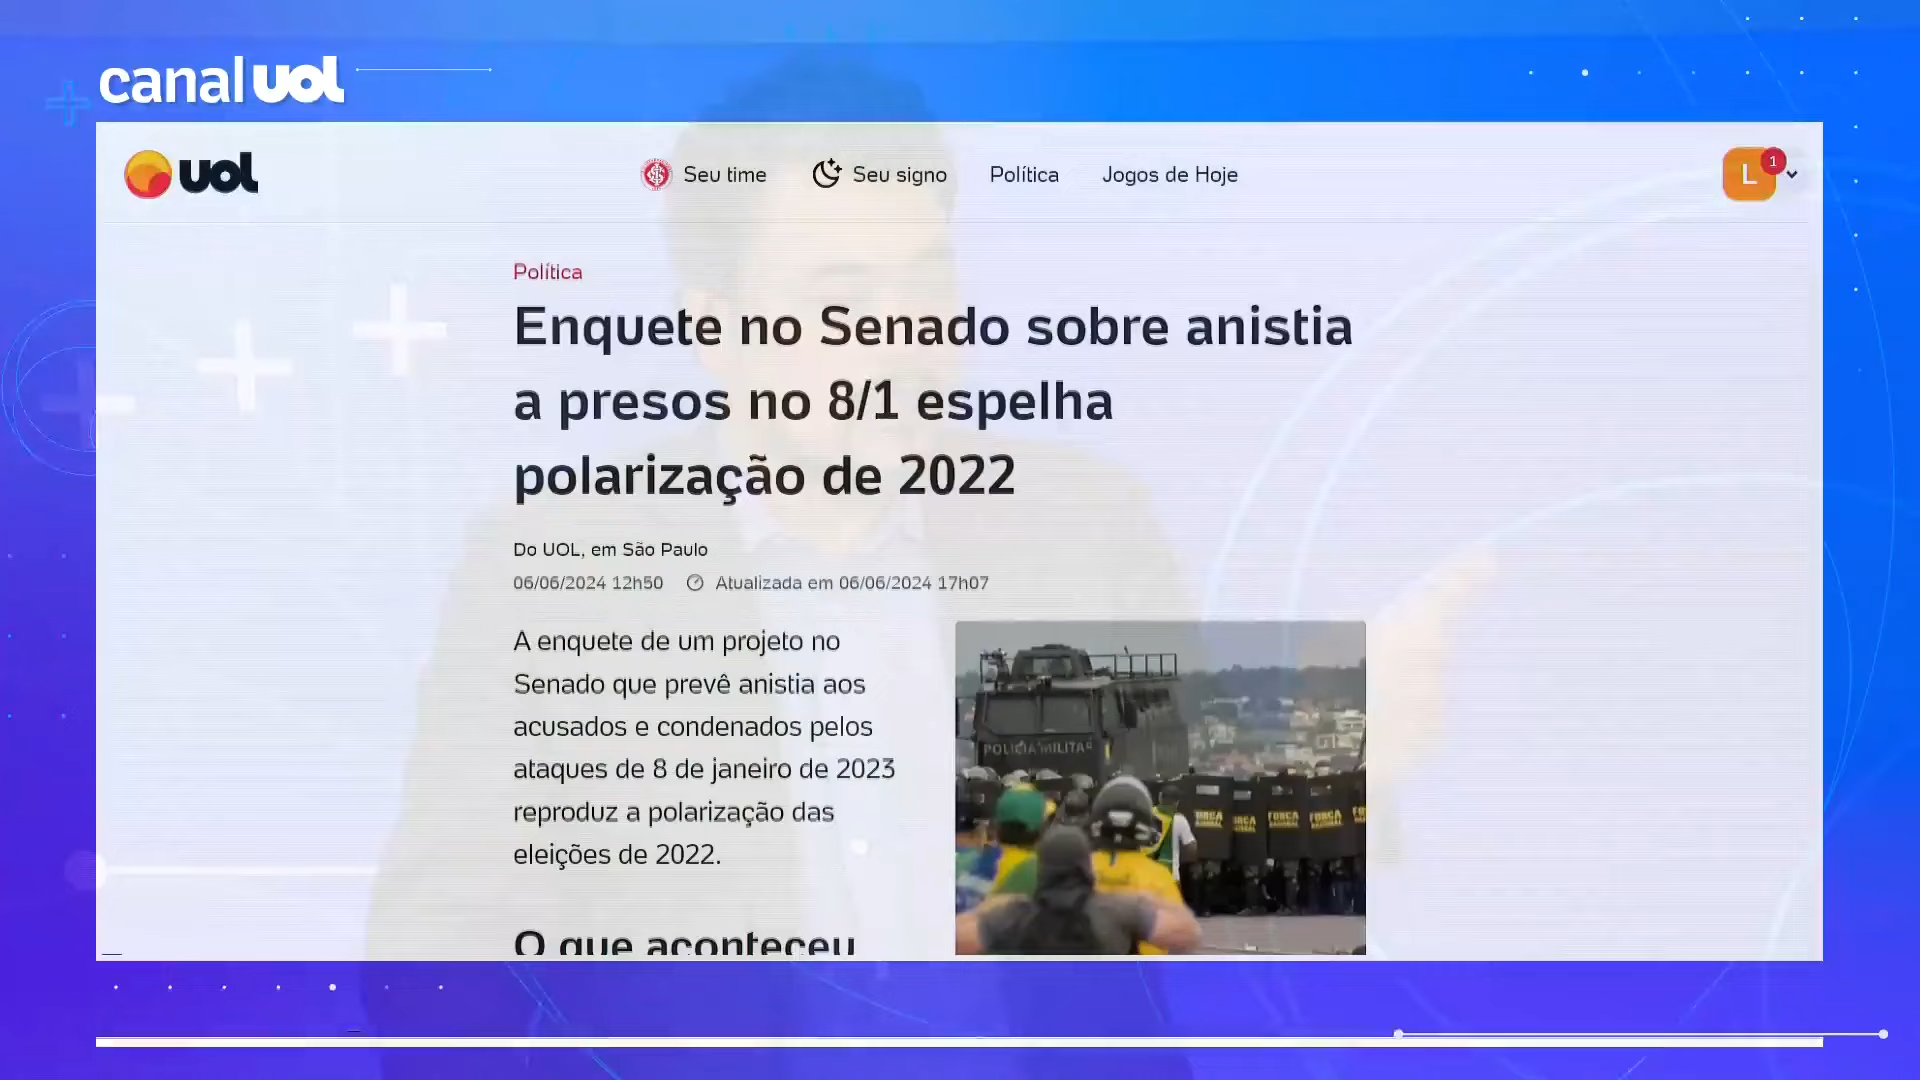 canal uol
uol
Seu time
Seu signo
Política
Jogos de Hoje
L
1
Política
Enquete no Senado sobre anistia
a presos no 8/1 espelha
polarização de 2022
Do UOL, em São Paulo
06/06/2024 12h50
Atualizada em 06/06/2024 17h07
A enquete de um projeto no
Senado que prevê anistia aos
acusados e condenados pelos
ataques de 8 de janeiro de 2023
reproduz a polarização das
eleições de 2022.
POLICIA MILITAR
FORÇA NACIONAL
O que aconteceu